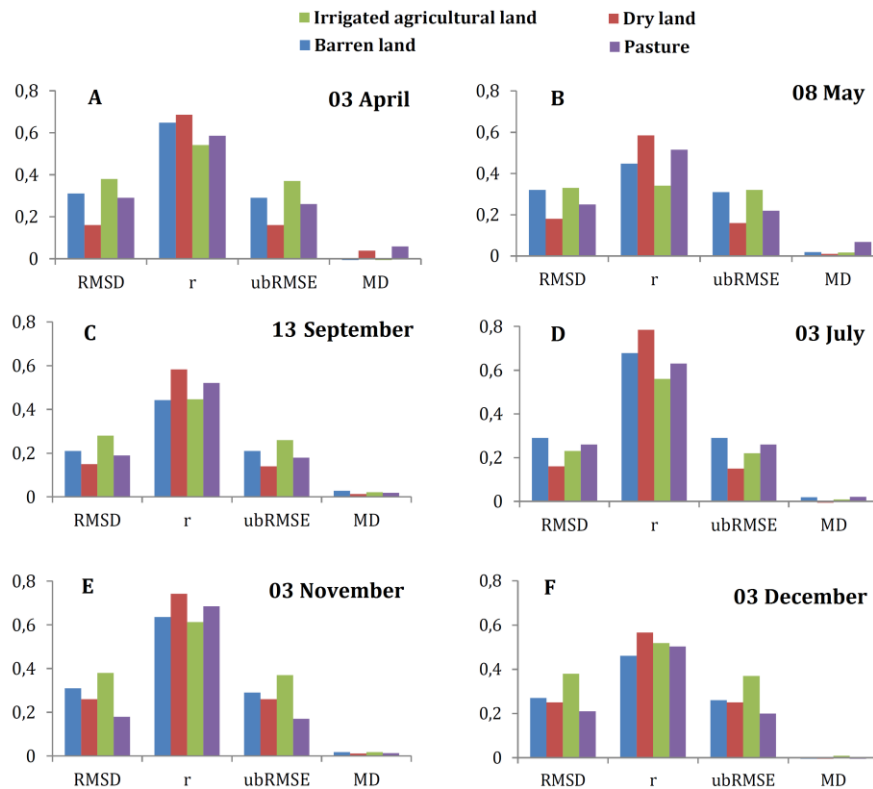 Irrigated agricultural land Dry land
Barren land Pasture
A 03 April
0,8
0,6
0,4
0,2
0
RMSD r ubRMSE MD
B 08 May
0,8
0,6
0,4
0,2
0
RMSD r ubRMSE MD
C 13 September
0,8
0,6
0,4
0,2
0
RMSD r ubRMSE MD
D 03 July
0,8
0,6
0,4
0,2
0
RMSD r ubRMSE MD
E 03 November
0,8
0,6
0,4
0,2
0
RMSD r ubRMSE MD
F 03 December
0,8
0,6
0,4
0,2
0
RMSD r ubRMSE MD